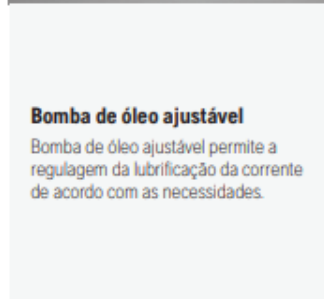 Bomba de óleo ajustável
Bomba de óleo ajustável permite a
regulagem da lubrificação da corrente
de acordo com as necessidades.